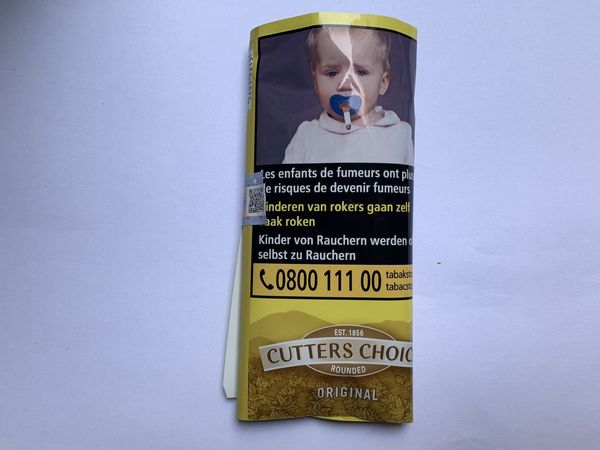 Les enfants de fumeurs ont plus
de risques de devenir fumeurs
Kinderen van rokers gaan zelf
vaak roken
Kinder von Rauchern werden
selbst zu Rauchern
0800 111 00
EST. 1856
CUTTERS CHOIC
ROUNDED
ORIGINAL